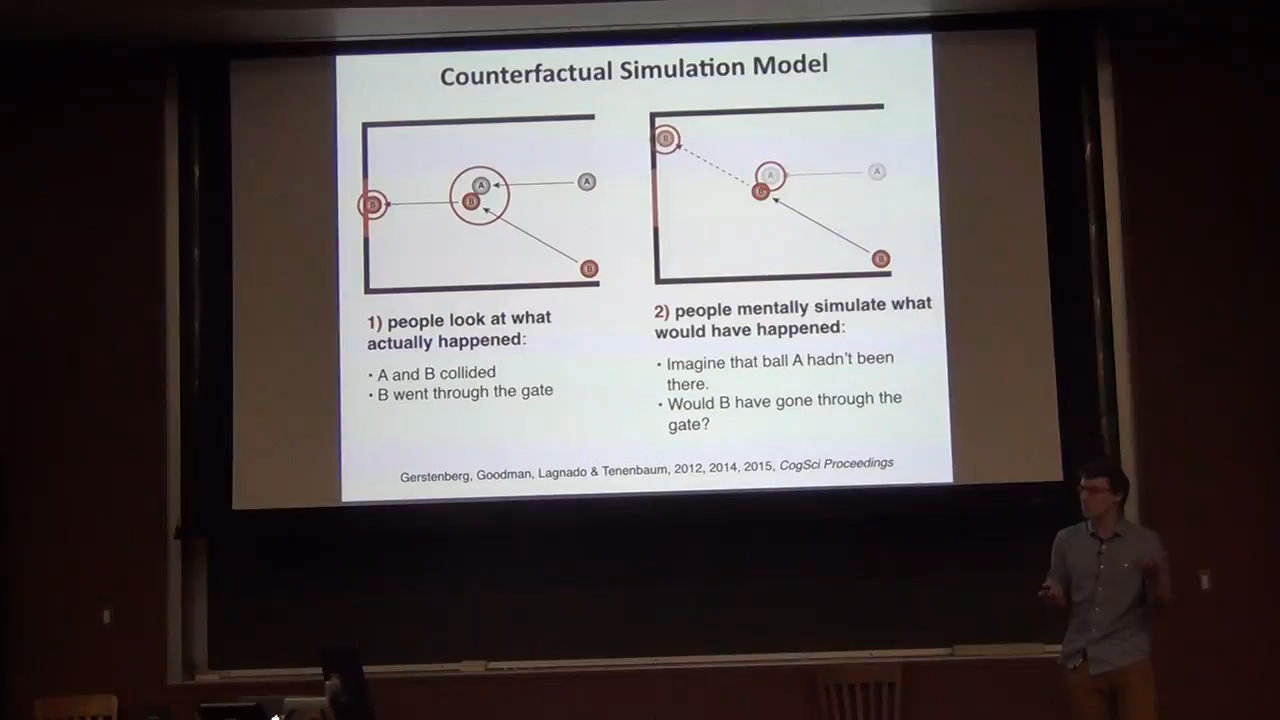 Counterfactual Simulation Model
A
A
B
B
B
A
A
B
B
B
1) people look at what
actually happened:
• A and B collided
• B went through the gate
2) people mentally simulate what
would have happened:
• Imagine that ball A hadn't been
there.
• Would B have gone through the
gate?
Gerstenberg, Goodman, Lagnado & Tenenbaum, 2012, 2014, 2015, CogSci Proceedings